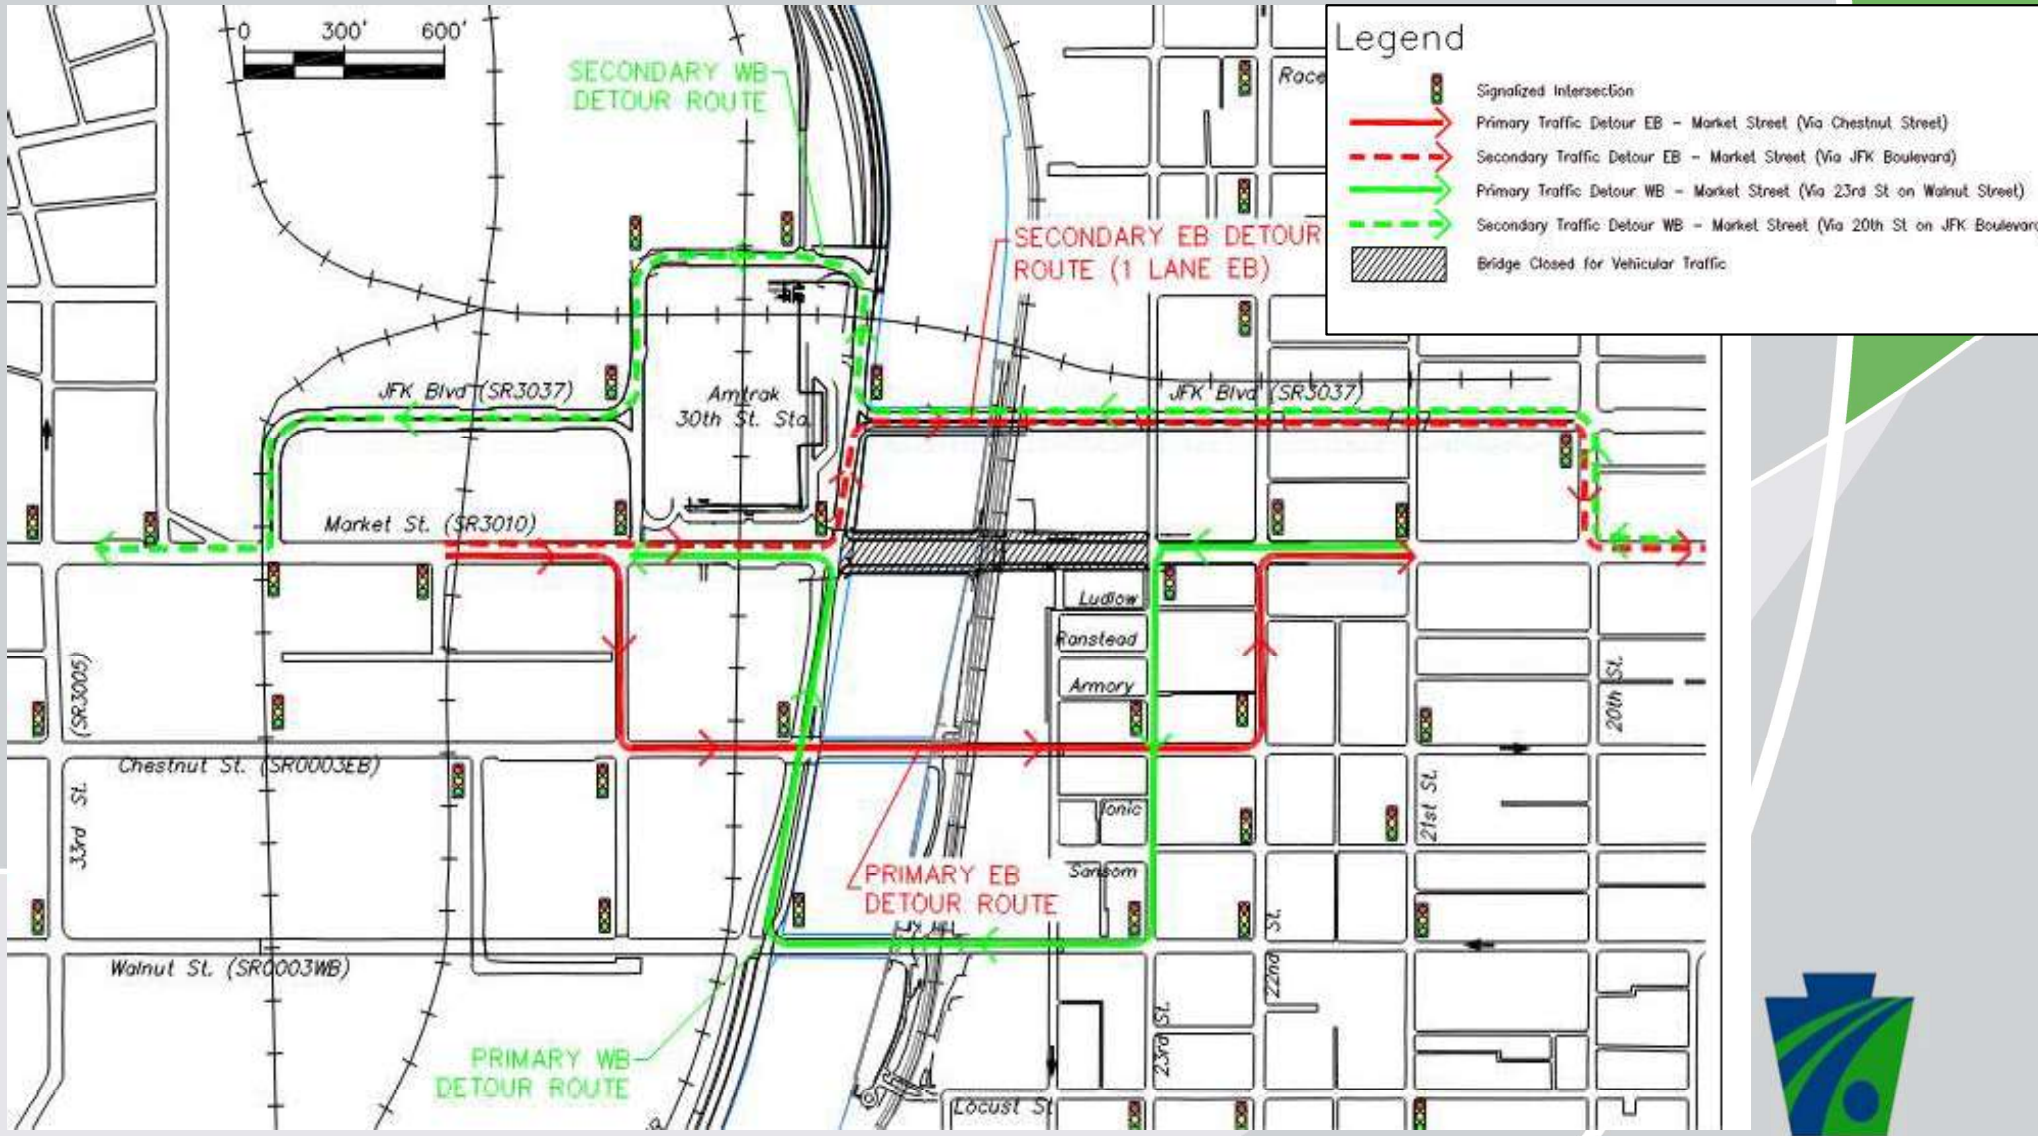 0 300' 600'
SECONDARY WB
DETOUR ROUTE
Race
Legend
Signalized Intersection
Primary Traffic Detour EB - Market Street (Via Chestnut Street)
Secondary Traffic Detour EB - Market Street (Via JFK Boulevard)
Primary Traffic Detour WB - Market Street (Via 23rd St on Walnut Street)
Secondary Traffic Detour WB - Market Street (Via 20th St on JFK Boulevard
Bridge Closed for Vehicular Traffic
SECONDARY EB DETOUR
ROUTE (1 LANE EB)
JFK Blvd (SR3037)
Amtrak
30th St. Sta.
JFK Blvd (SR3037)
Market St. (SR3010)
Ludlow
Ranstead
Armory
(SR3005)
33rd St.
20th St.
Chestnut St. (SR0003EB)
Ionic
21st St.
Sansom
PRIMARY EB
DETOUR ROUTE
Walnut St. (SR0003WB)
22nd St.
23rd St.
PRIMARY WB
DETOUR ROUTE
Locust St